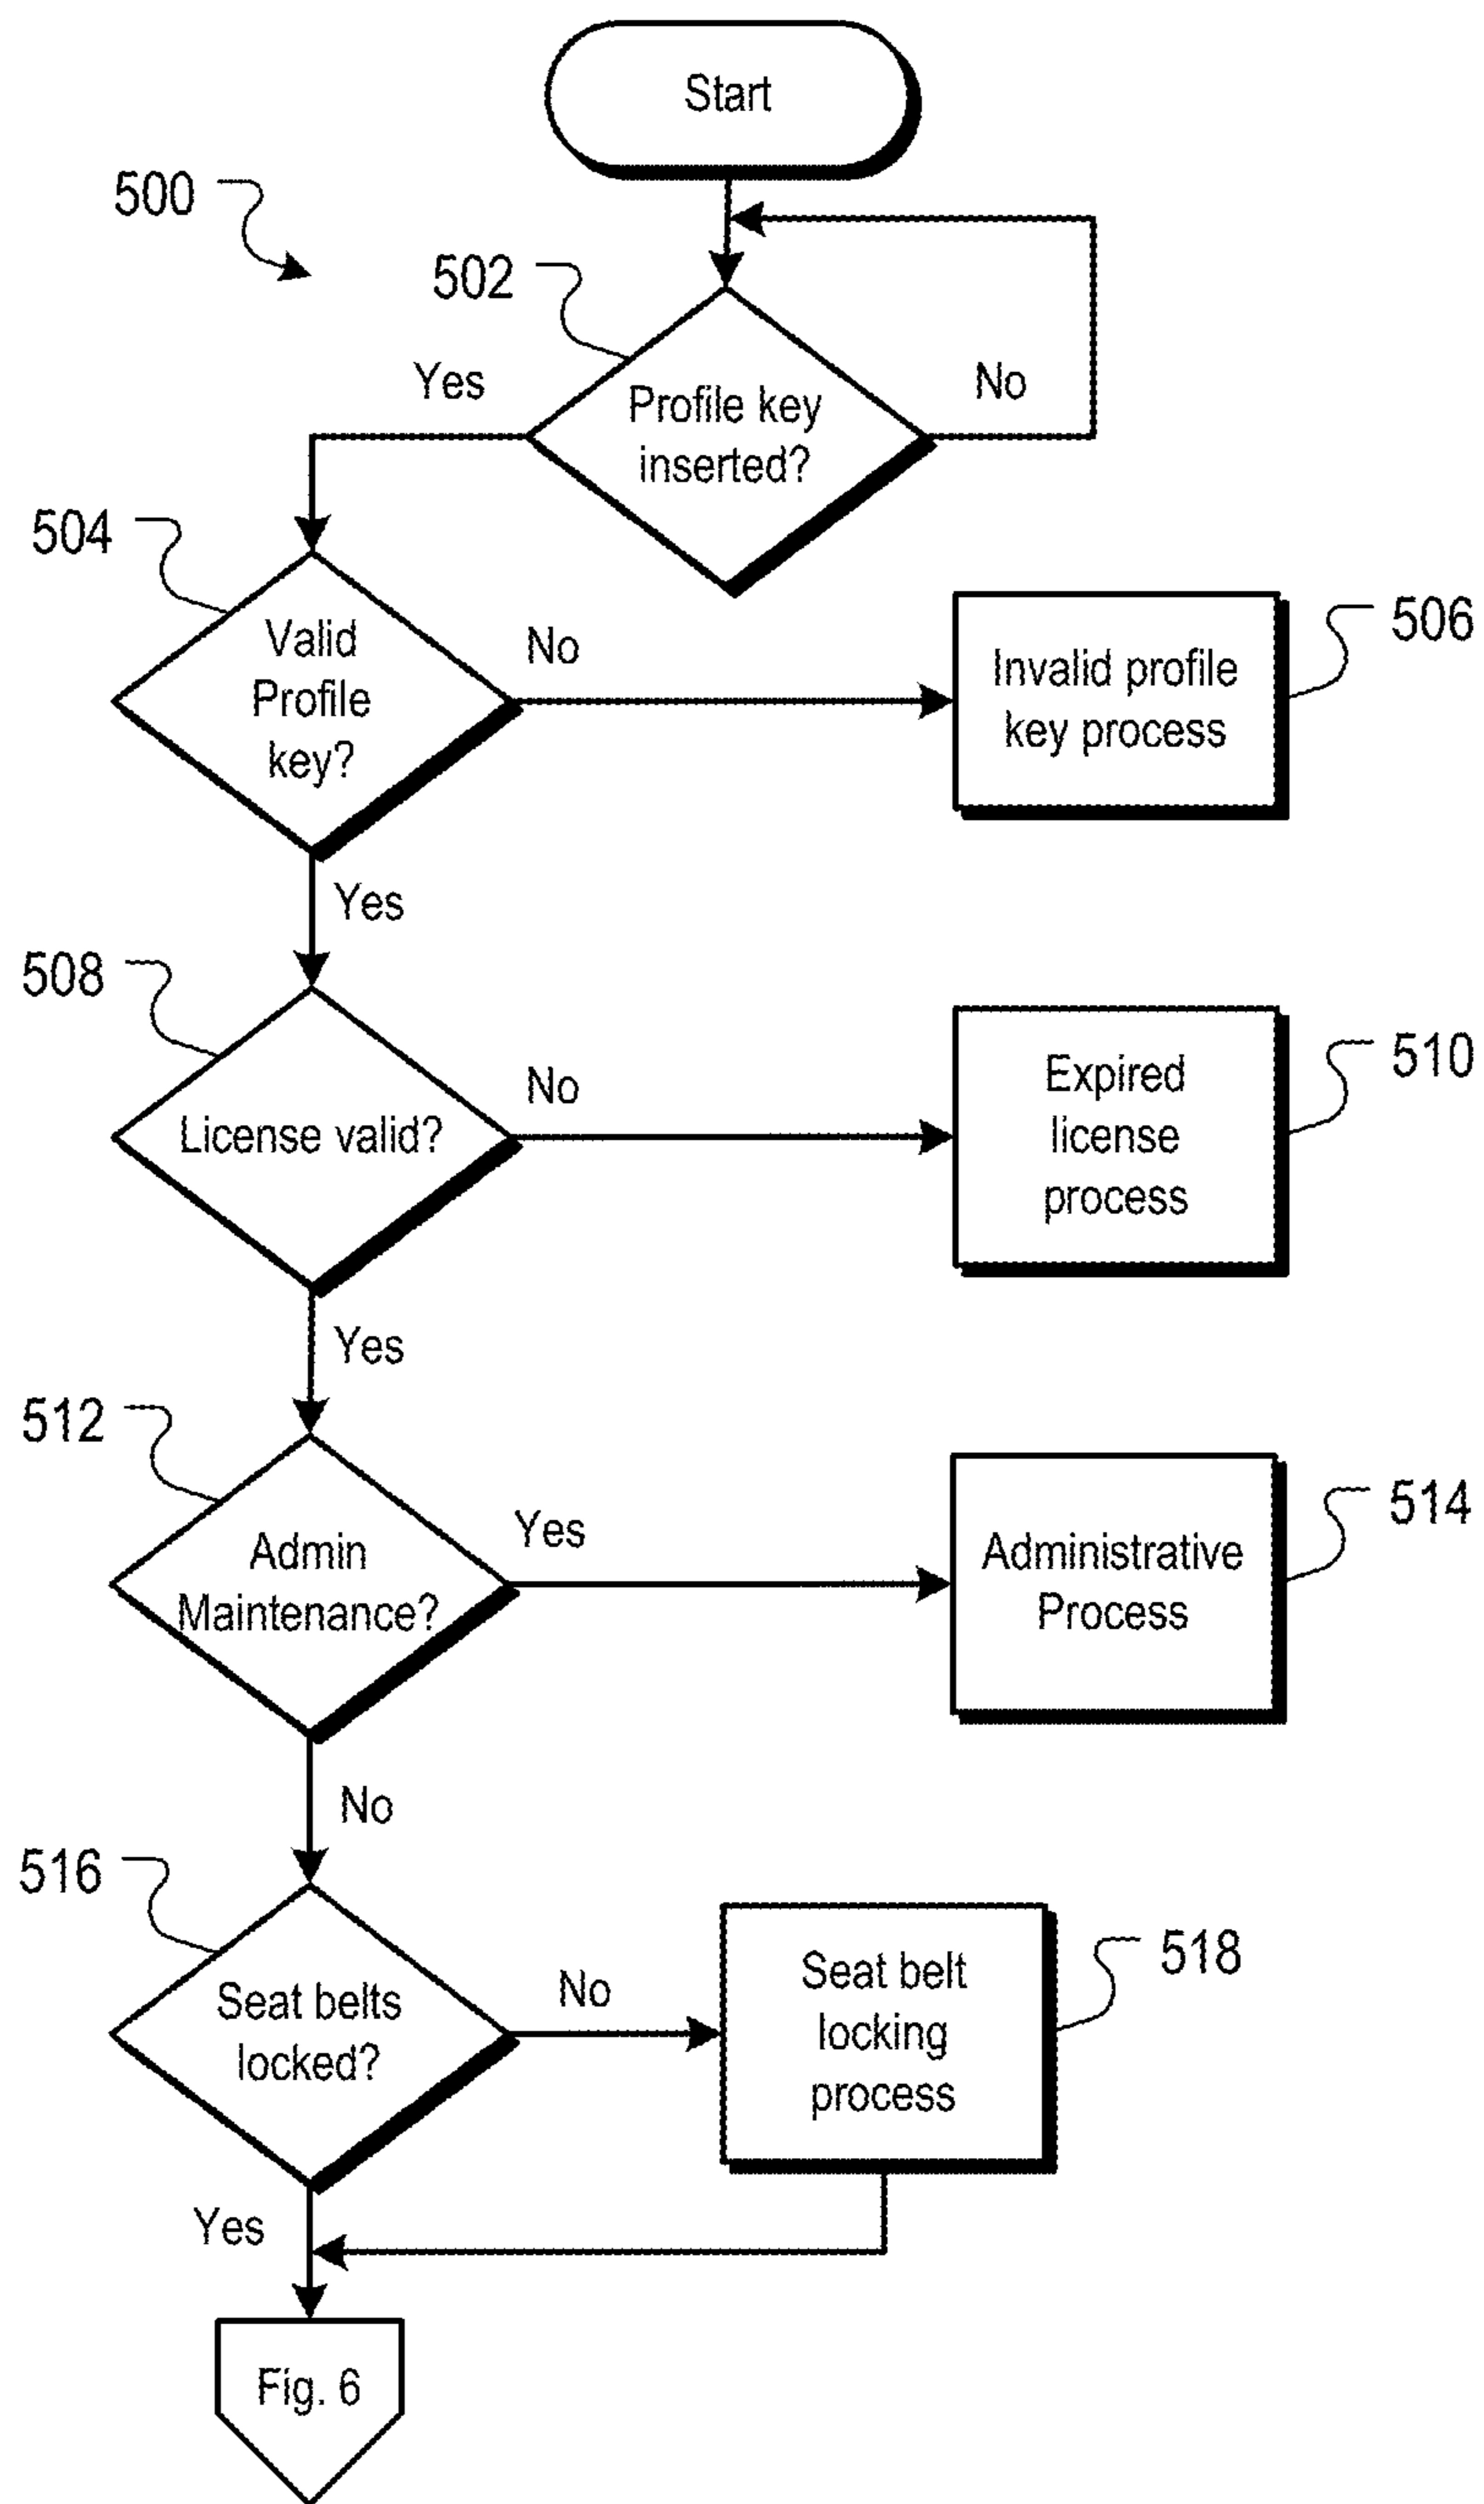 Start
500
502
Yes
Profile key
inserted?
No
504
Valid
Profile
key?
No
Invalid profile
key process
506
Yes
508
License valid?
No
Expired
license
process
510
Yes
512
Admin
Maintenance?
Yes
Administrative
Process
514
No
516
Seat belts
locked?
No
Seat belt
locking
process
518
Yes
Fig. 6